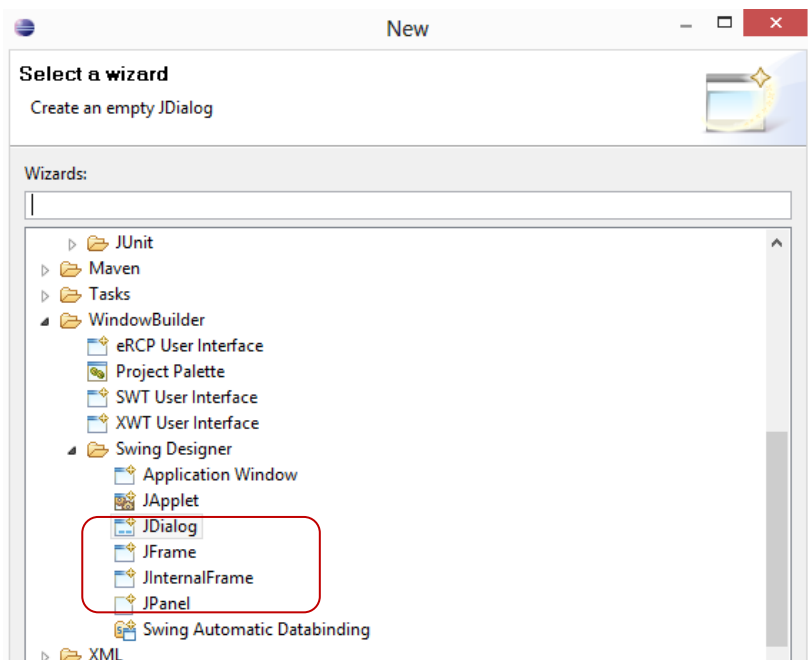 New
Select a wizard
Create an empty JDialog
Wizards:
JUnit
Maven
Tasks
WindowBuilder
eRCP User Interface
Project Palette
SWT User Interface
XWT User Interface
Swing Designer
Application Window
JApplet
JDialog
JFrame
JInternalFrame
JPanel
Swing Automatic Databinding
XML